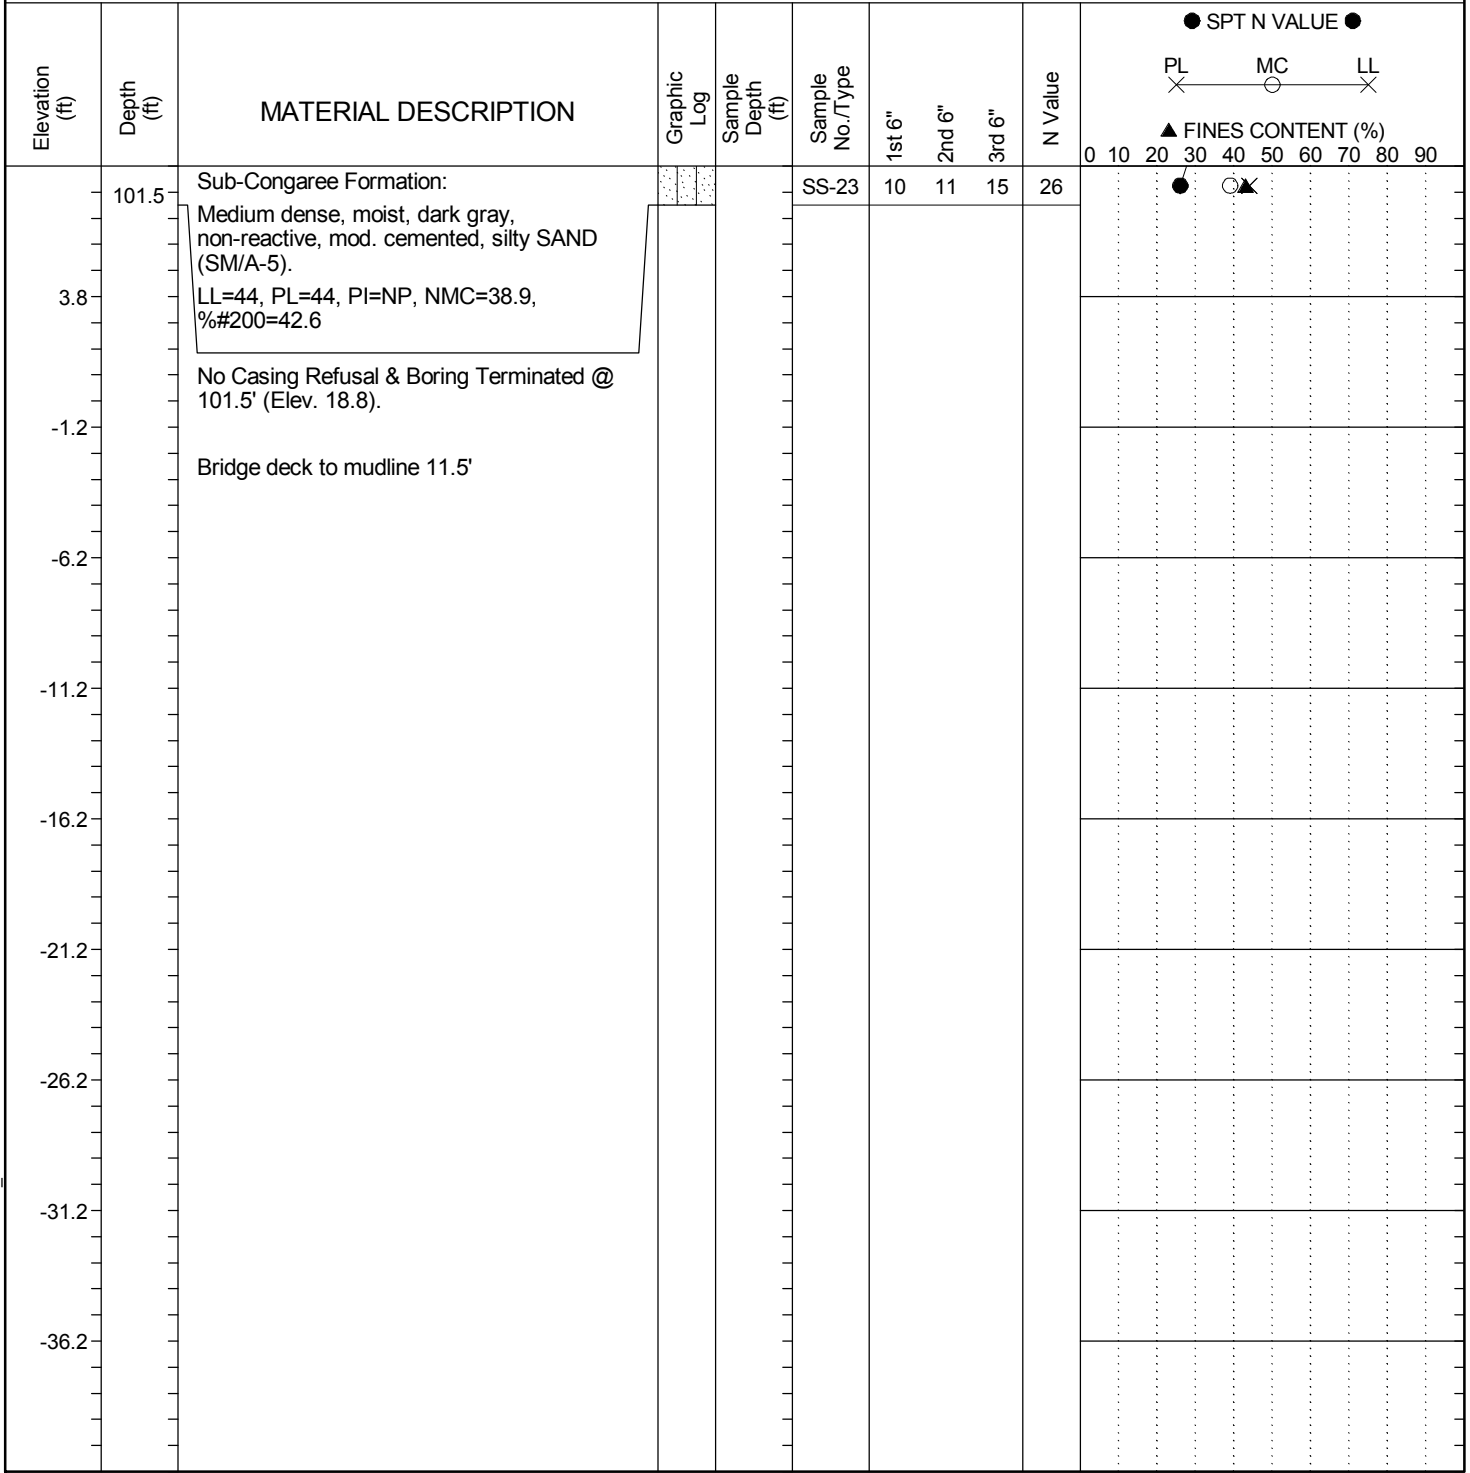 Elevation
(ft)
Depth
(ft)
MATERIAL DESCRIPTION
Graphic
Log
Sample
Depth
(ft)
Sample
No./Type
1st 6"
2nd 6"
3rd 6"
N Value
● SPT N VALUE ●
PL MC LL
▲ FINES CONTENT (%)
0 10 20 30 40 50 60 70 80 90
101.5
Sub-Congaree Formation:
SS-23 10 11 15 26
Medium dense, moist, dark gray,
non-reactive, mod. cemented, silty SAND
(SM/A-5).
3.8
LL=44, PL=44, PI=NP, NMC=38.9,
%#200=42.6
No Casing Refusal & Boring Terminated @
101.5' (Elev. 18.8).
-1.2
Bridge deck to mudline 11.5'
-6.2
-11.2
-16.2
-21.2
-26.2
-31.2
-36.2